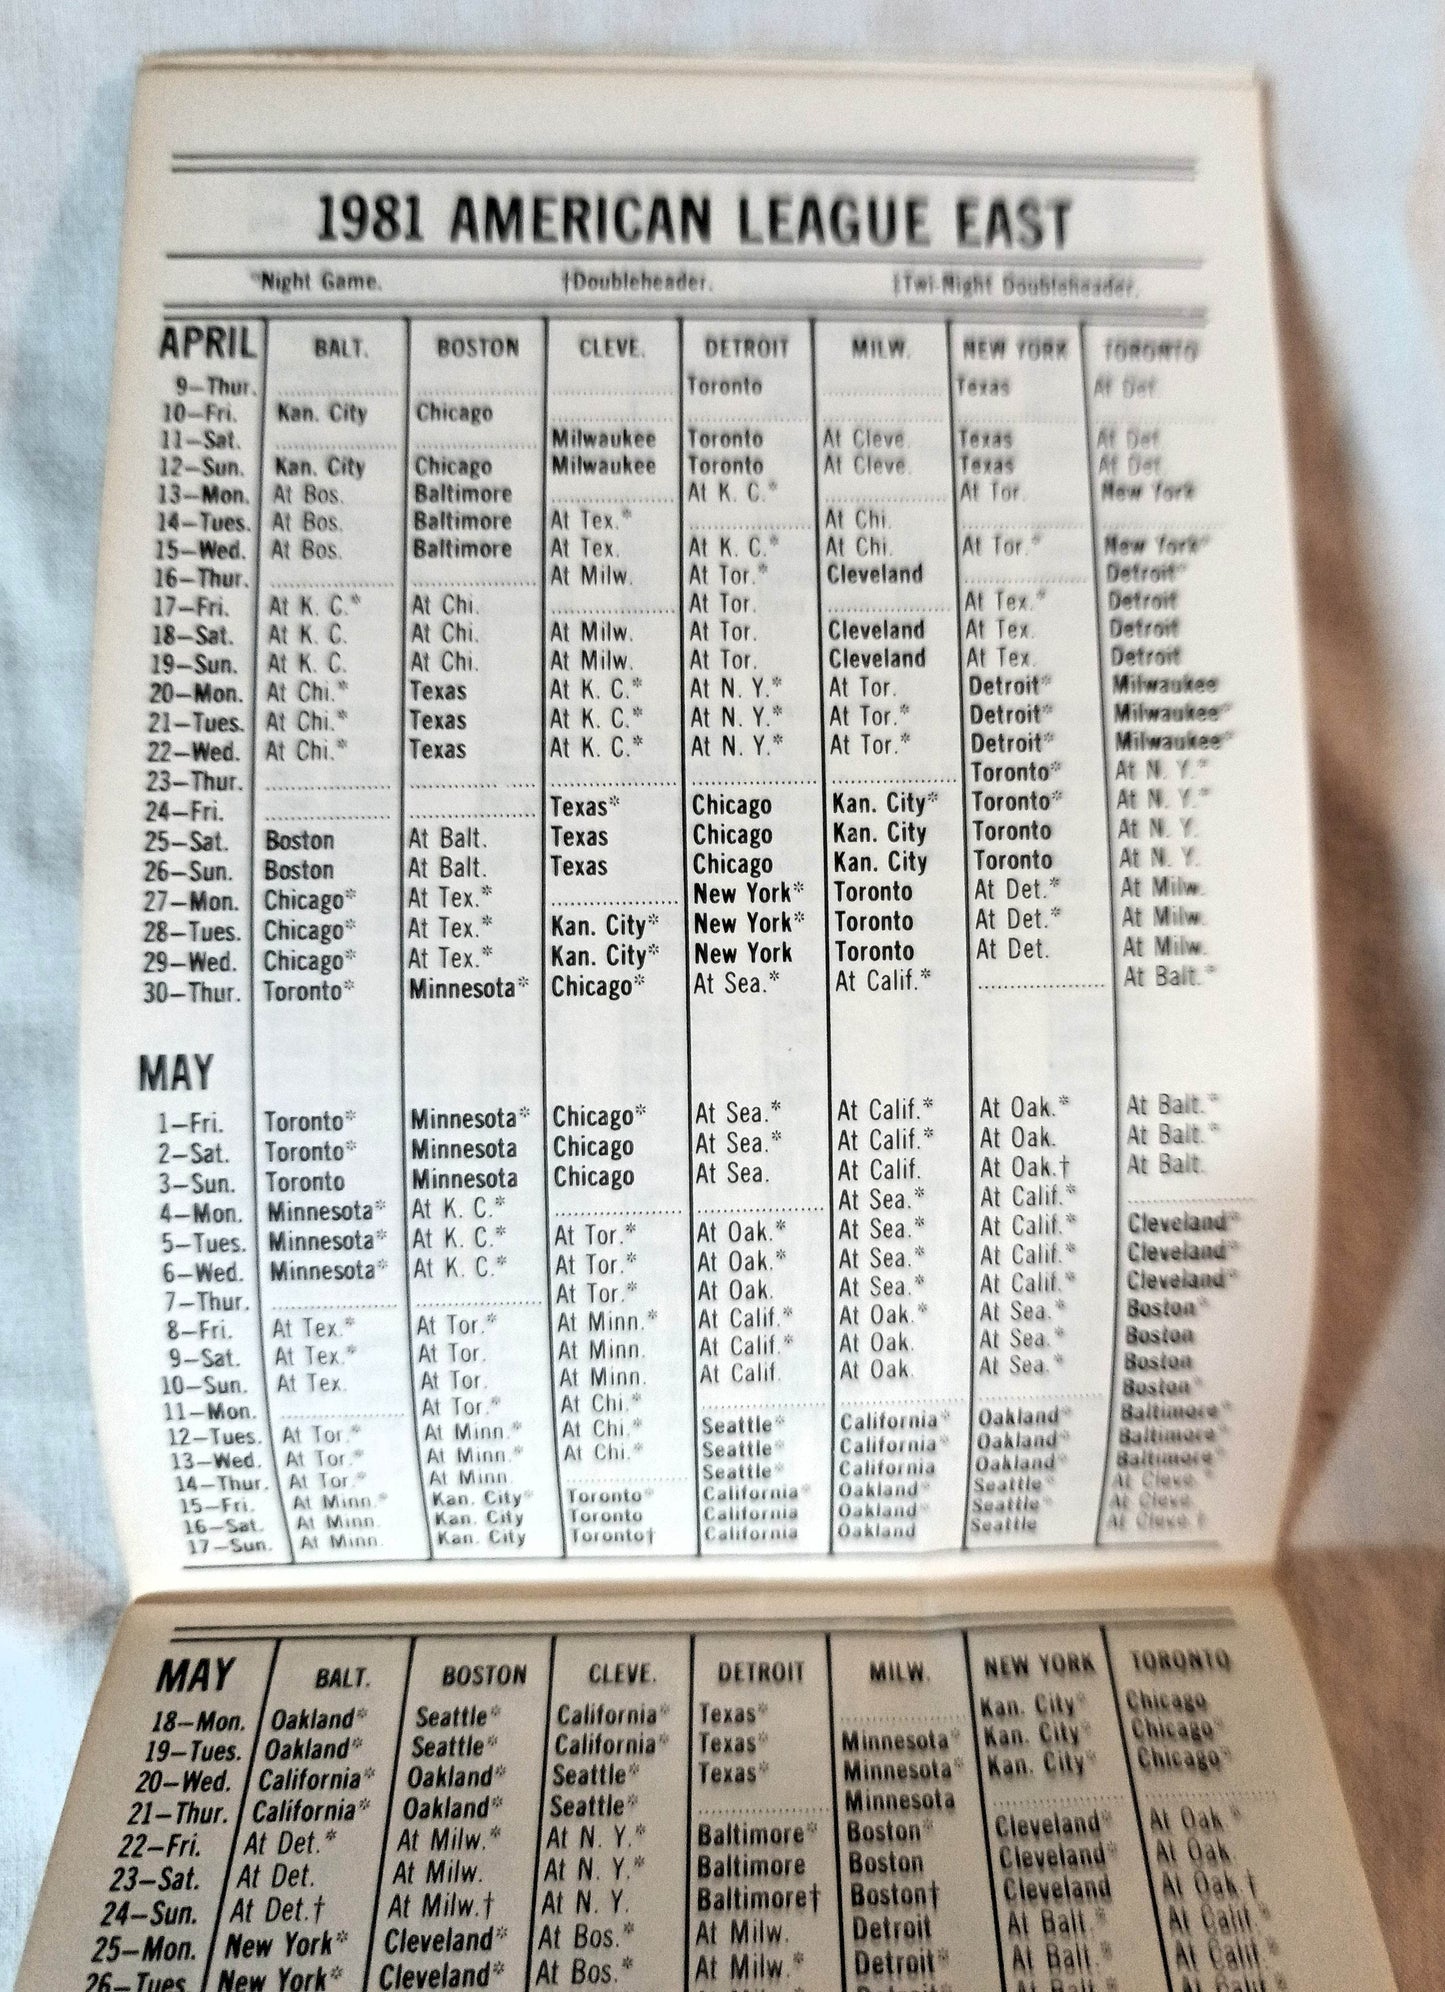 1981 AMERICAN LEAGUE EAST
*Night Game. †Doubleheader. ‡Twi-Night Doubleheader.
APRIL BALT. BOSTON CLEVE. DETROIT MILW. NEW YORK TORONTO
9—Thur. Toronto Texas At Det.
10—Fri. Kan. City Chicago
11—Sat. Milwaukee Toronto At Cleve. Texas At Det.
12—Sun. Kan. City Chicago Milwaukee Toronto At Cleve. Texas At Det.
13—Mon. At Bos. Baltimore At K. C.* At Tor. New York
14—Tues. At Bos. Baltimore At Tex.* At Chi.
15—Wed. At Bos. Baltimore At Tex. At K. C.* At Chi. At Tor.* New York*
16—Thur. At Milw. At Tor.* Cleveland Detroit*
17—Fri. At K. C.* At Chi. At Tor. At Tex.* Detroit
18—Sat. At K. C. At Chi. At Milw. At Tor. Cleveland At Tex. Detroit
19—Sun. At K. C. At Chi. At Milw. At Tor. Cleveland At Tex. Detroit
20—Mon. At Chi.* Texas At K. C.* At N. Y.* At Tor. Detroit* Milwaukee
21—Tues. At Chi.* Texas At K. C.* At N. Y.* At Tor.* Detroit* Milwaukee*
22—Wed. At Chi.* Texas At K. C.* At N. Y.* At Tor.* Detroit* Milwaukee*
23—Thur. Toronto* At N. Y.*
24—Fri. Texas* Chicago Kan. City* Toronto* At N. Y.*
25—Sat. Boston At Balt. Texas Chicago Kan. City Toronto At N. Y.
26—Sun. Boston At Balt. Texas Chicago Kan. City Toronto At N. Y.
27—Mon. Chicago* At Tex.* New York* Toronto At Det.* At Milw.
28—Tues. Chicago* At Tex.* Kan. City* New York* Toronto At Det.* At Milw.
29—Wed. Chicago* At Tex.* Kan. City* New York Toronto At Det. At Milw.
30—Thur. Toronto* Minnesota* Chicago* At Sea.* At Calif.* At Balt.*
MAY
1—Fri. Toronto* Minnesota* Chicago* At Sea.* At Calif.* At Oak.* At Balt.*
2—Sat. Toronto* Minnesota Chicago At Sea.* At Calif.* At Oak. At Balt.*
3—Sun. Toronto Minnesota Chicago At Sea. At Calif. At Oak.† At Balt.
4—Mon. Minnesota* At K. C.* At Sea.* At Calif.*
5—Tues. Minnesota* At K. C.* At Tor.* At Oak.* At Sea.* At Calif.* Cleveland*
6—Wed. Minnesota* At K. C.* At Tor.* At Oak.* At Sea.* At Calif.* Cleveland*
7—Thur. At Tor.* At Oak. At Sea.* At Calif.* Cleveland*
8—Fri. At Tex.* At Tor.* At Minn.* At Calif.* At Oak.* At Sea.* Boston*
9—Sat. At Tex.* At Tor. At Minn. At Calif.* At Oak. At Sea.* Boston
10—Sun. At Tex. At Tor. At Minn. At Calif. At Oak. At Sea.* Boston
11—Mon. At Tor.* At Chi.* Boston*
12—Tues. At Tor.* At Minn.* At Chi.* Seattle* California* Oakland* Baltimore*
13—Wed. At Tor.* At Minn.* At Chi.* Seattle* California* Oakland* Baltimore*
14—Thur. At Tor.* At Minn. Seattle* California Oakland* Baltimore*
15—Fri. At Minn.* Kan. City* Toronto* California* Oakland* Seattle* At Cleve.*
16—Sat. At Minn. Kan. City Toronto California Oakland* Seattle* At Cleve.
17—Sun. At Minn. Kan. City Toronto† California Oakland Seattle At Cleve.†
MAY BALT. BOSTON CLEVE. DETROIT MILW. NEW YORK TORONTO
18—Mon. Oakland* Seattle* California* Texas* Kan. City* Chicago
19—Tues. Oakland* Seattle* California* Texas* Minnesota* Kan. City* Chicago*
20—Wed. California* Oakland* Seattle* Texas* Minnesota* Kan. City* Chicago*
21—Thur. California* Oakland* Seattle* Minnesota
22—Fri. At Det.* At Milw.* At N. Y.* Baltimore* Boston* Cleveland* At Oak.*
23—Sat. At Det. At Milw. At N. Y.* Baltimore Boston Cleveland* At Oak.
24—Sun. At Det.† At Milw.† At N. Y. Baltimore† Boston† Cleveland At Oak.†
25—Mon. New York* Cleveland* At Bos.* At Milw. Detroit At Balt.* At Calif.*
26—Tues. New York* Cleveland* At Bos.* At Milw.* Detroit* At Balt.* At Calif.*
Detroit* At Balt.* At Calif.*